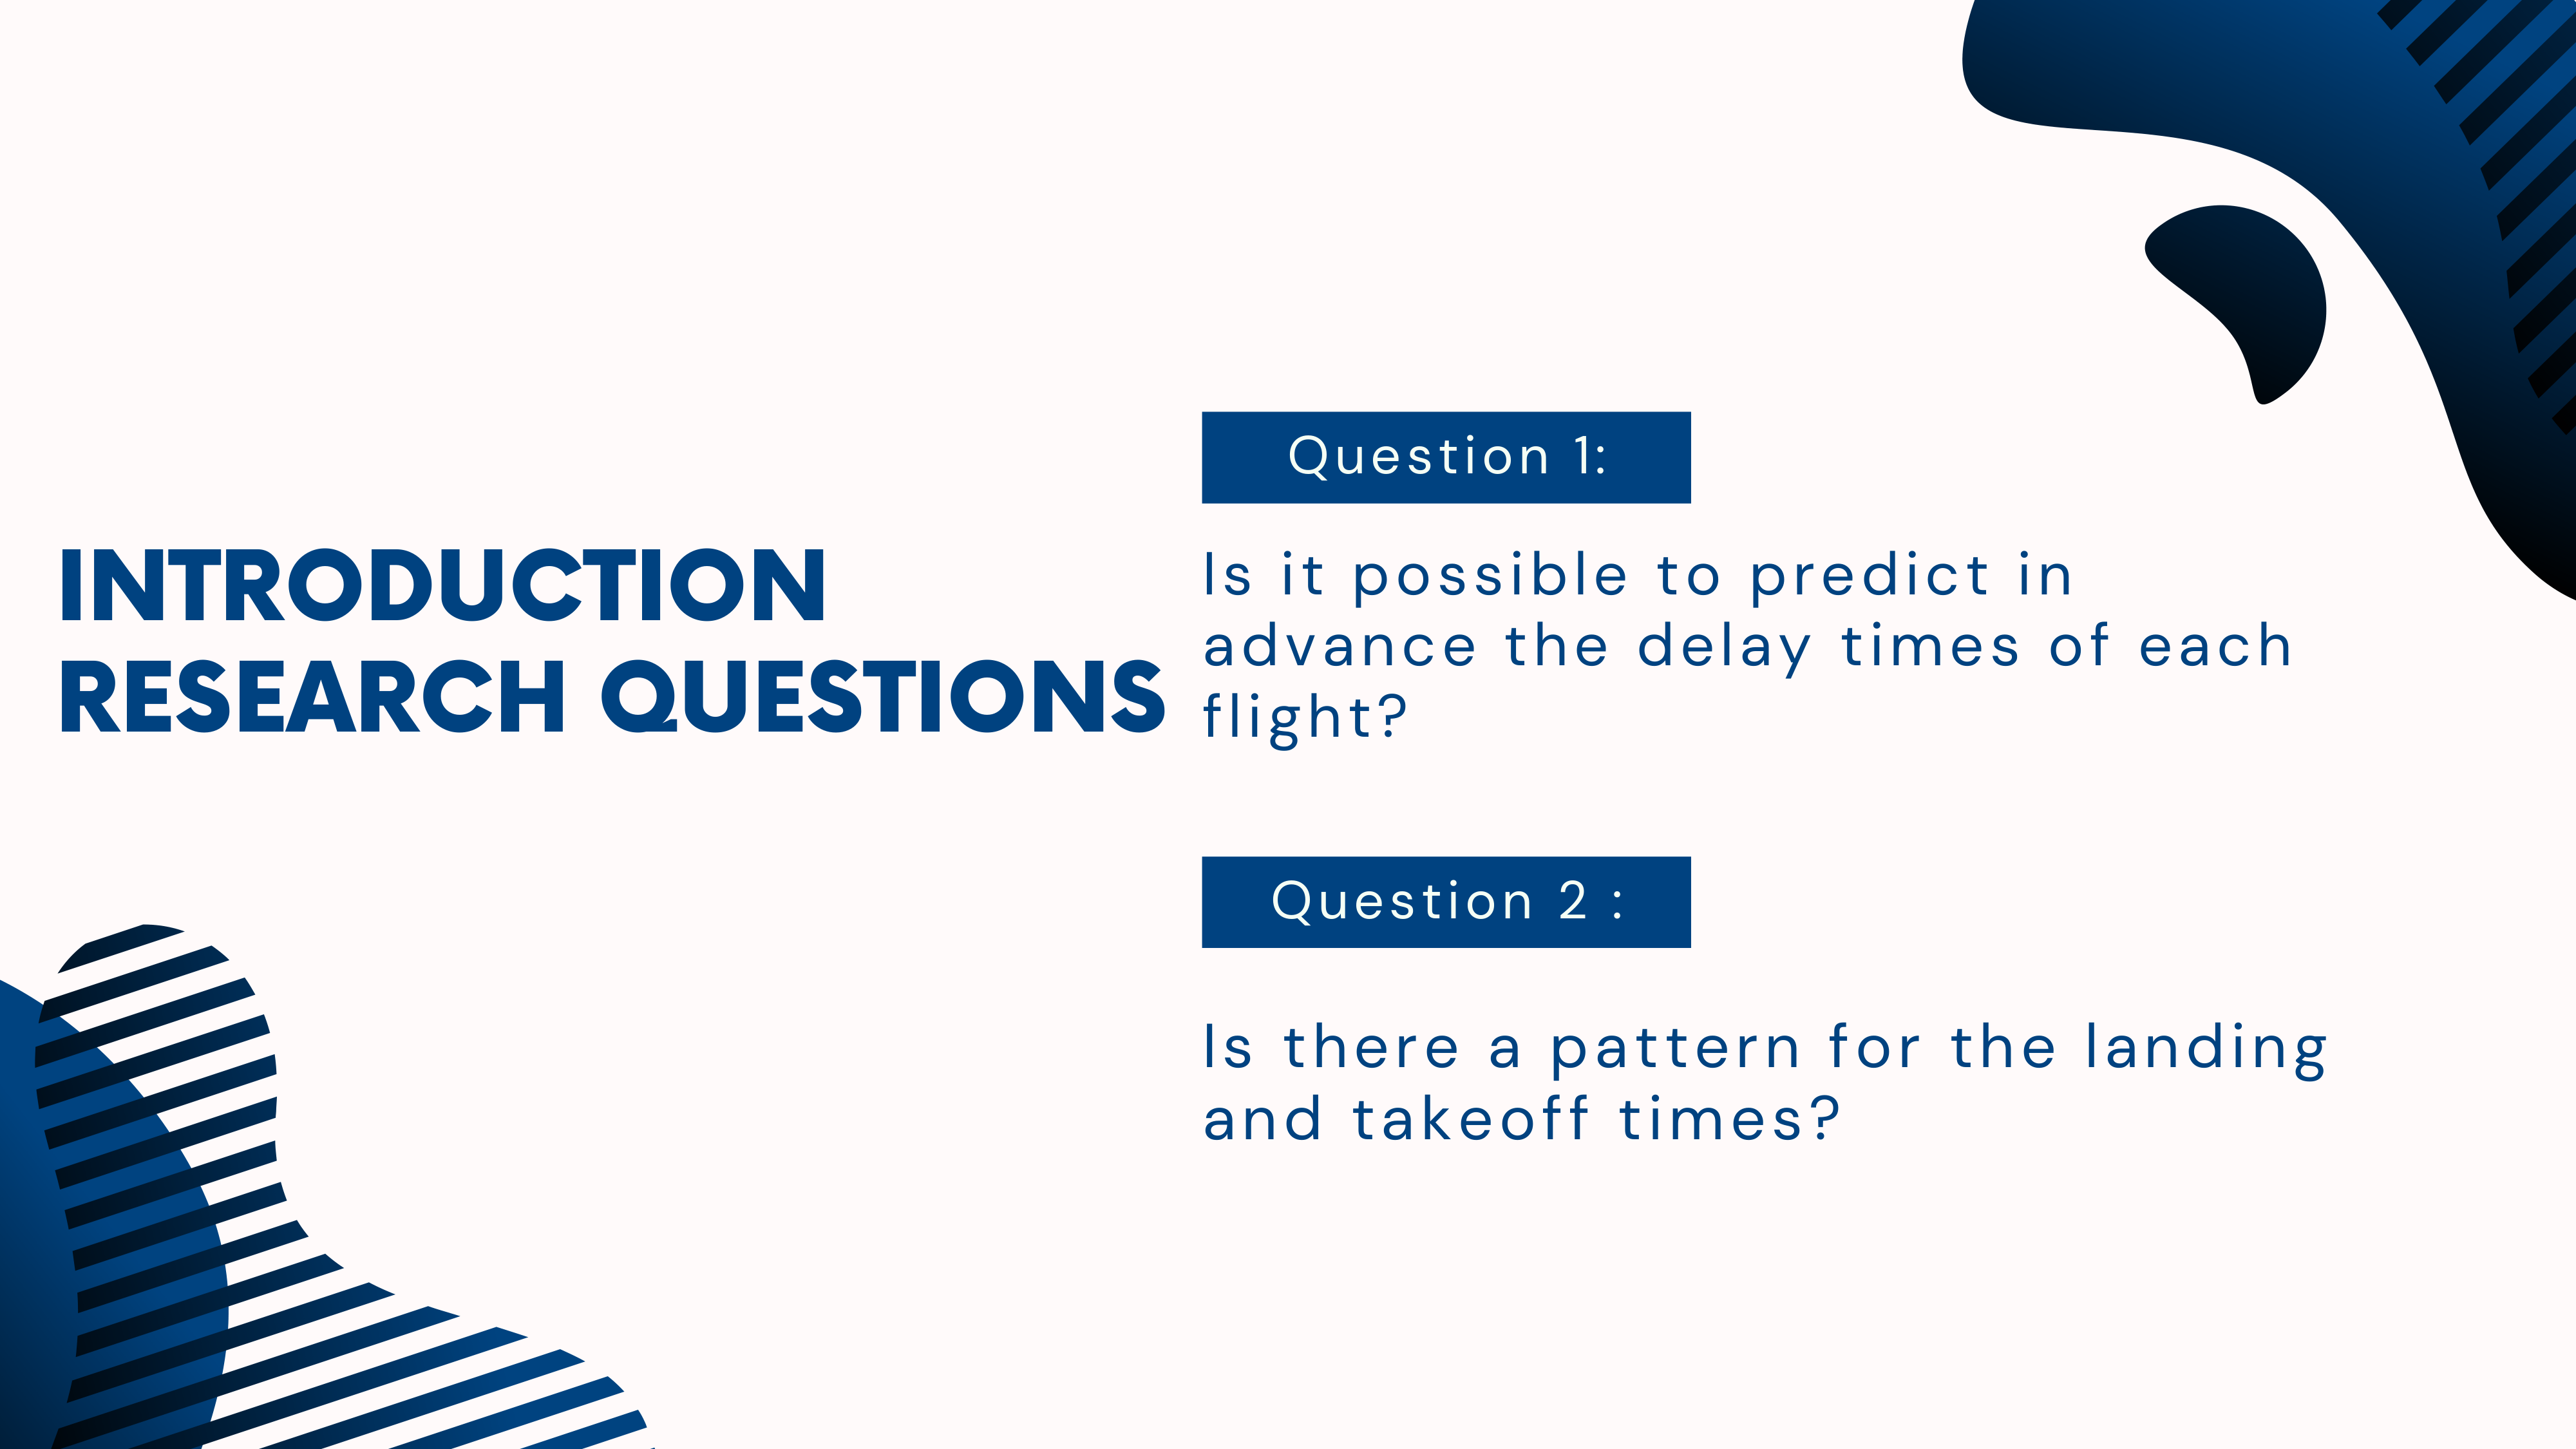 INTRODUCTION
RESEARCH QUESTIONS
Question 1:
Is it possible to predict in
advance the delay times of each
flight?
Question 2 :
Is there a pattern for the landing
and takeoff times?